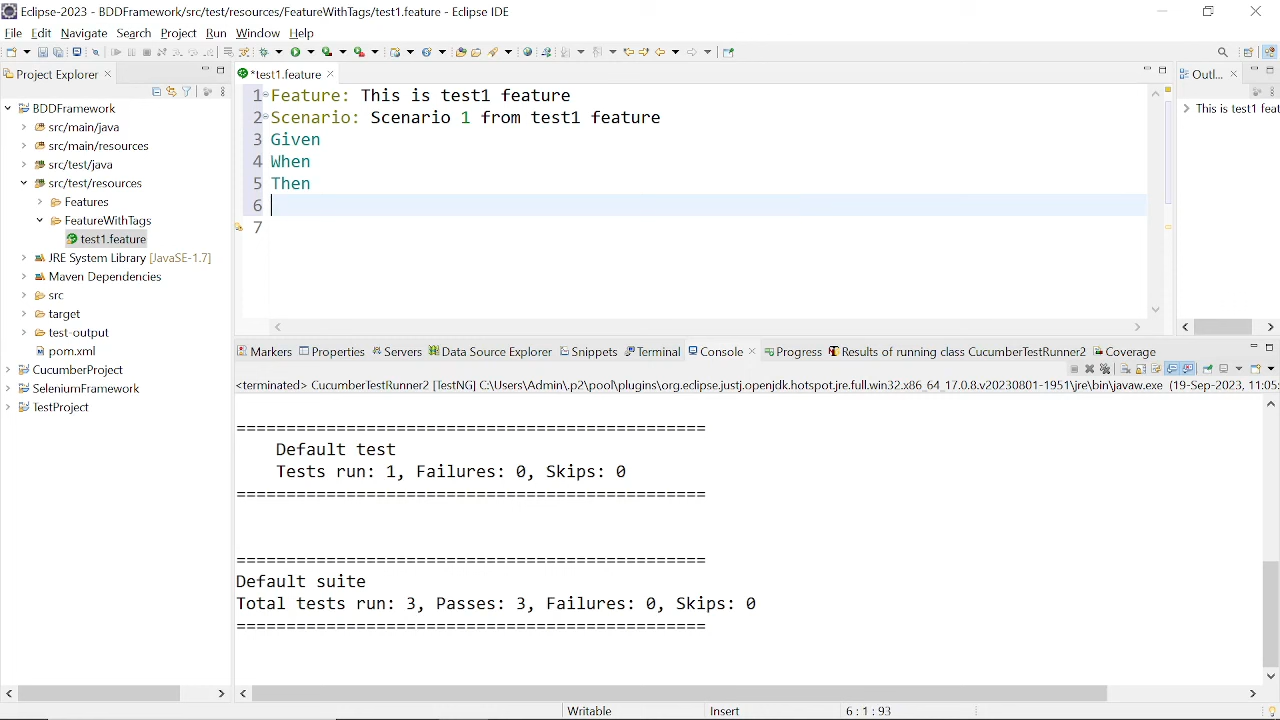 Eclipse-2023 - BDDFramework/src/test/resources/FeatureWithTags/test1.feature - Eclipse IDE
File Edit Navigate Search Project Run Window Help
Project Explorer
*test1.feature
Outl...
BDDFramework
src/main/java
src/main/resources
src/test/java
src/test/resources
Features
FeatureWithTags
test1.feature
JRE System Library [JavaSE-1.7]
Maven Dependencies
src
target
test-output
pom.xml
CucumberProject
SeleniumFramework
TestProject
1 Feature: This is test1 feature
2 Scenario: Scenario 1 from test1 feature
3 Given
4 When
5 Then
6
7
This is test1 feat
Markers Properties Servers Data Source Explorer Snippets Terminal Console Progress Results of running class CucumberTestRunner2 Coverage
<terminated> CucumberTestRunner2 [TestNG] C:\Users\Admin\.p2\pool\plugins\org.eclipse.justj.openjdk.hotspot.jre.full.win32.x86_64_17.0.8.v20230801-1951\jre\bin\javaw.exe (19-Sep-2023, 11:05
===============================================
Default test
Tests run: 1, Failures: 0, Skips: 0
===============================================
===============================================
Default suite
Total tests run: 3, Passes: 3, Failures: 0, Skips: 0
===============================================
Writable Insert 6 : 1 : 93